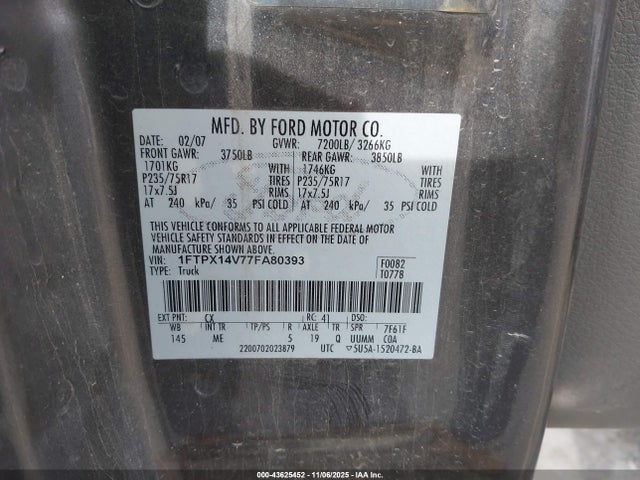 MFD. BY FORD MOTOR CO.
DATE: 02/07 GVWR: 7200LB/ 3266KG
FRONT GAWR: 3750LB REAR GAWR: 3850LB
1701KG WITH 1746KG WITH
P235/75R17 TIRES P235/75R17 TIRES
17x7.5J RIMS 17x7.5J RIMS
AT 240 kPa/ 35 PSI COLD AT 240 kPa/ 35 PSI COLD
THIS VEHICLE CONFORMS TO ALL APPLICABLE FEDERAL MOTOR
VEHICLE SAFETY STANDARDS IN EFFECT ON THE DATE OF
MANUFACTURE SHOWN ABOVE.
VIN: 1FTPX14V77FA80393 F0082
TYPE: Truck T0778
EXT PNT: CX RC: 41 DSO:
WB INT TR TP/PS R AXLE TR SPR 7F61F
145 ME 5 19 Q UUMM COA
2200702023879 UTC ▽5U5A-1520472-BA
000-43625452 - 11/06/2025 - IAA Inc.